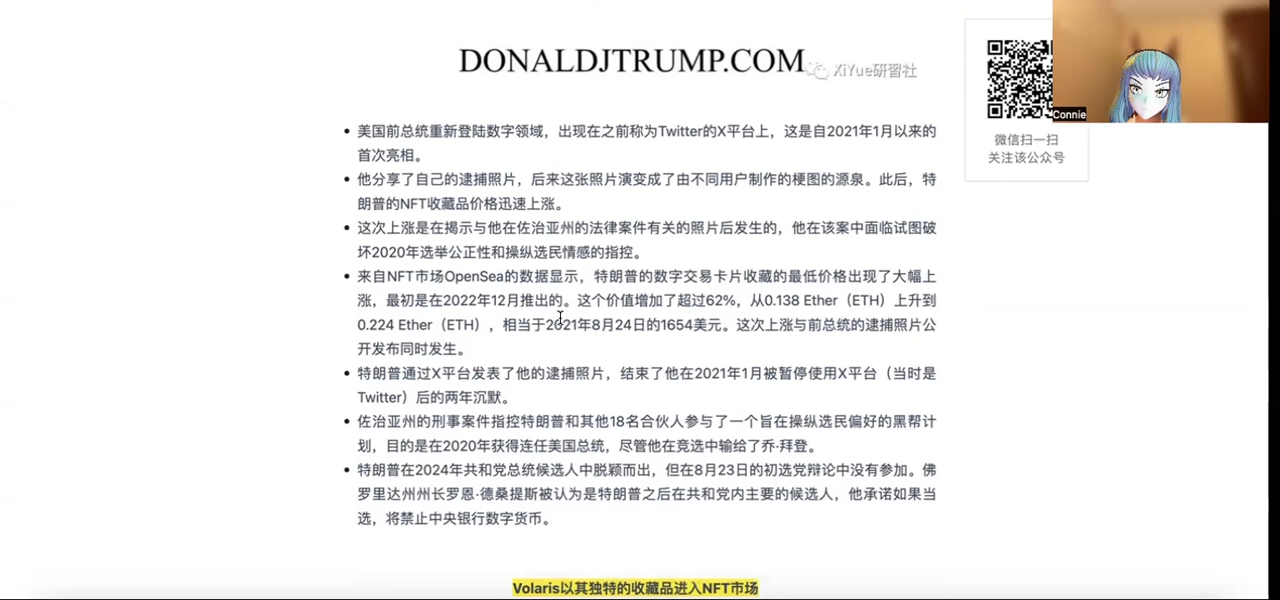 DONALDJTRUMP.COM
XiYue研習社
Connie
微信扫一扫
关注该公众号
美国前总统重新登陆数字领域，出现在之前称为Twitter的X平台上，这是自2021年1月以来的
首次亮相。
他分享了自己的逮捕照片，后来这张照片演变成了由不同用户制作的梗图的源泉。此后，特
朗普的NFT收藏品价格迅速上涨。
这次上涨是在揭示与他在佐治亚州的法律案件有关的照片后发生的，他在该案中面临试图破
坏2020年选举公正性和操纵选民情感的指控。
来自NFT市场OpenSea的数据显示，特朗普的数字交易卡片收藏的最低价格出现了大幅上
涨，最初是在2022年12月推出的。这个价值增加了超过62%，从0.138 Ether（ETH）上升到
0.224 Ether（ETH），相当于2021年8月24日的1654美元。这次上涨与前总统的逮捕照片公
开发布同时发生。
特朗普通过X平台发表了他的逮捕照片，结束了他在2021年1月被暂停使用X平台（当时是
Twitter）后的两年沉默。
佐治亚州的刑事案件指控特朗普和其他18名合伙人参与了一个旨在操纵选民偏好的黑帮计
划，目的是在2020年获得连任美国总统，尽管他在竞选中输给了乔·拜登。
特朗普在2024年共和党总统候选人中脱颖而出，但在8月23日的初选党辩论中没有参加。佛
罗里达州州长罗恩·德桑提斯被认为是特朗普之后在共和党内主要的候选人，他承诺如果当
选，将禁止中央银行数字货币。
Volaris以其独特的收藏品进入NFT市场